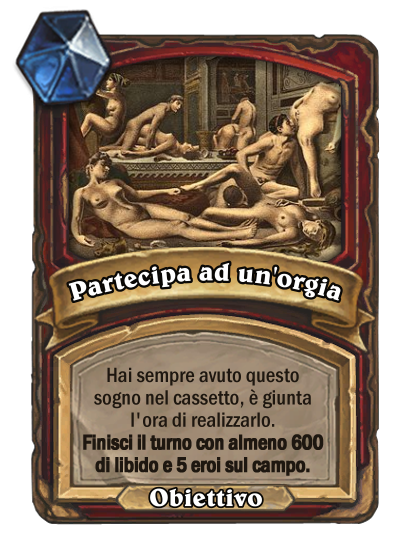 Partecipa ad un'orgia
Hai sempre avuto questo
sogno nel cassetto, è giunta
l'ora di realizzarlo.
Finisci il turno con almeno 600
di libido e 5 eroi sul campo.
Obiettivo